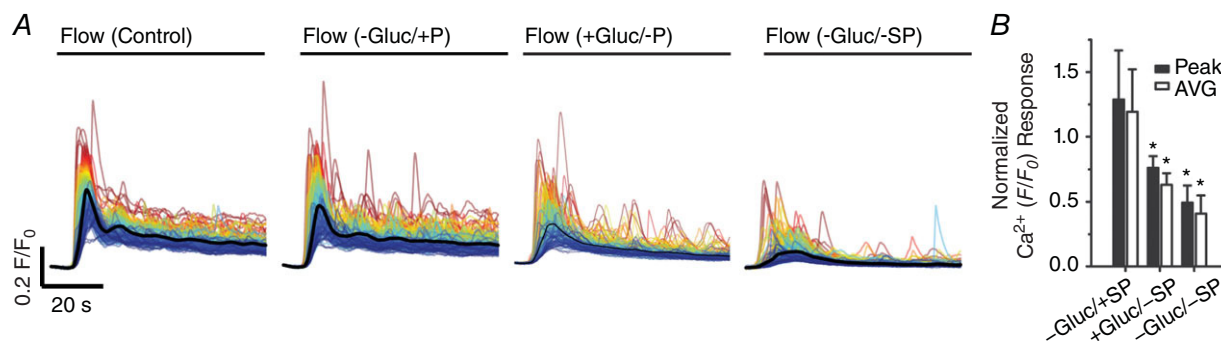 A
Flow (Control)
Flow (-Gluc/+P)
Flow (+Gluc/-P)
Flow (-Gluc/-SP)
0.2 F/F0
20 s
B
Normalized
Ca2+ (F/F0) Response
1.5
1.0
0.5
0.0
Peak
AVG
* *
* *
–Gluc/+SP
+Gluc/–SP
–Gluc/–SP